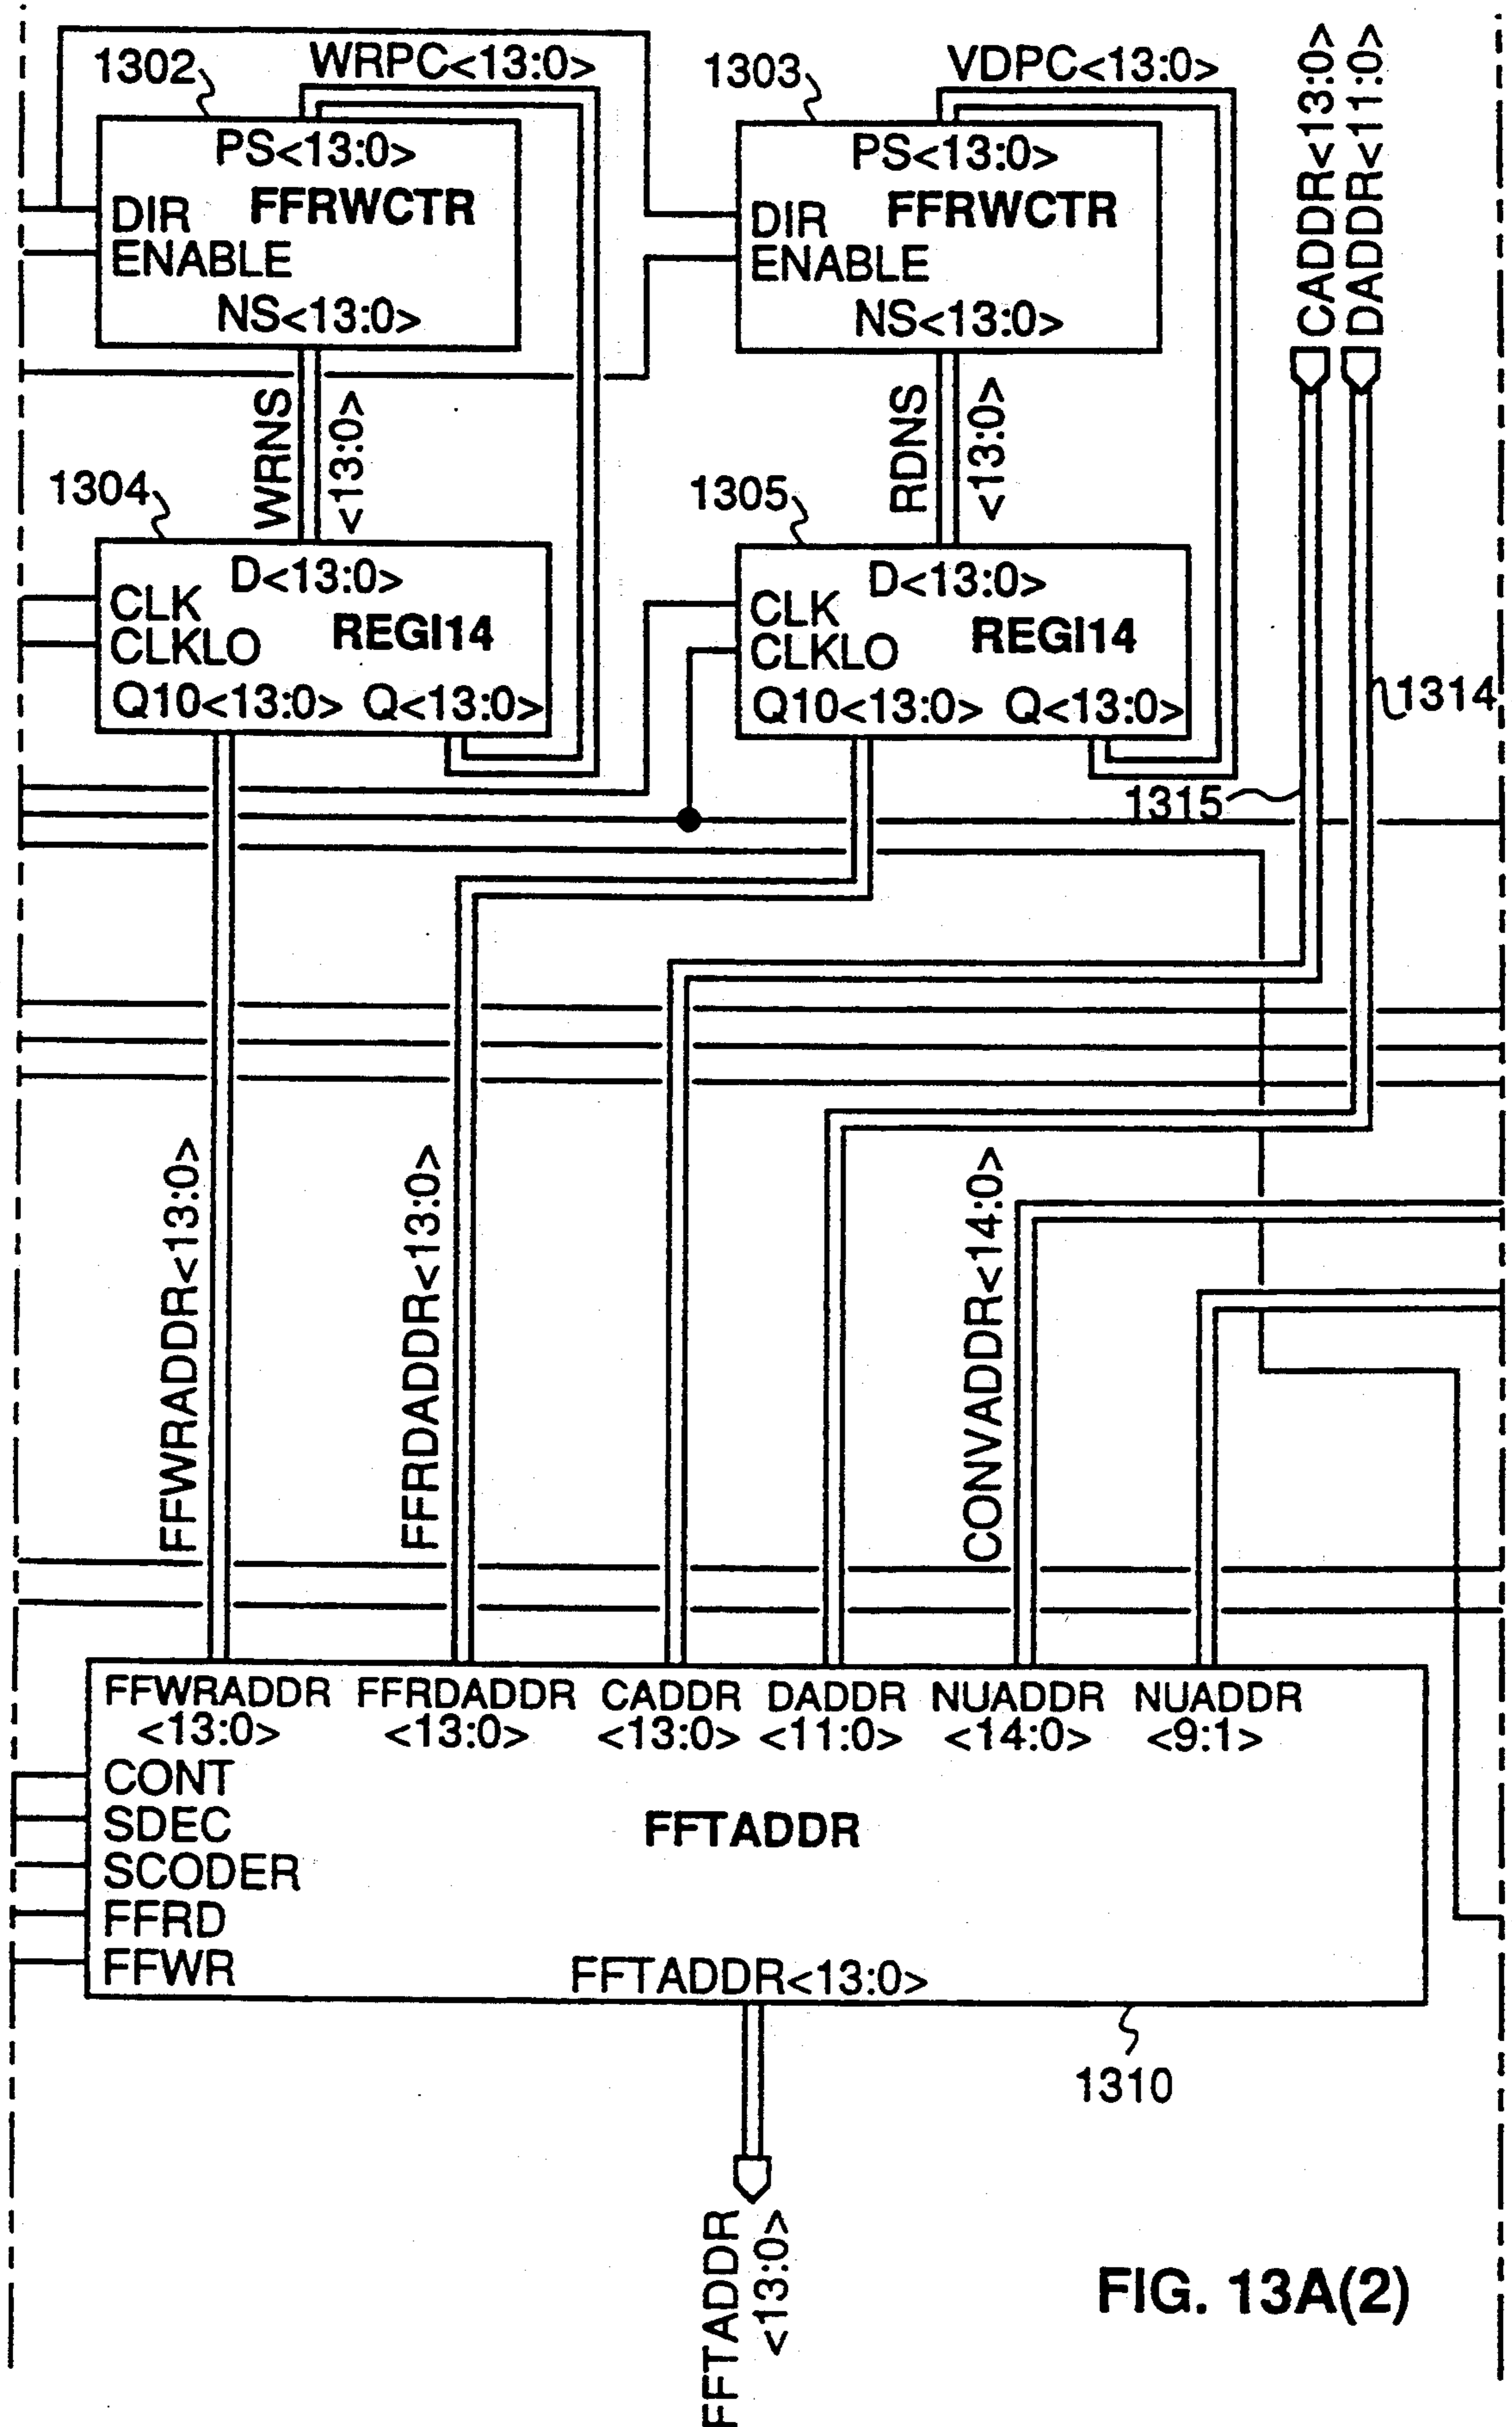 1302
WRPC<13:0>
1303
VDPC<13:0>
CADDR<13:0>
DADDR<11:0>
PS<13:0>
DIR
FFRWCTR
ENABLE
NS<13:0>
PS<13:0>
DIR
FFRWCTR
ENABLE
NS<13:0>
WRNS
<13:0>
RDNS
<13:0>
1304
1305
D<13:0>
CLK
REGI14
CLKLO
Q10<13:0> Q<13:0>
D<13:0>
CLK
REGI14
CLKLO
Q10<13:0> Q<13:0>
1314
1315
FFWRADDR<13:0>
FFRDADDR<13:0>
CONVADDR<14:0>
FFWRADDR
<13:0>
FFRDADDR
<13:0>
CADDR
<13:0>
DADDR
<11:0>
NUADDR
<14:0>
NUADDR
<9:1>
CONT
SDEC
SCODER
FFRD
FFWR
FFTADDR
FFTADDR<13:0>
1310
FFTADDR
<13:0>
FIG. 13A(2)